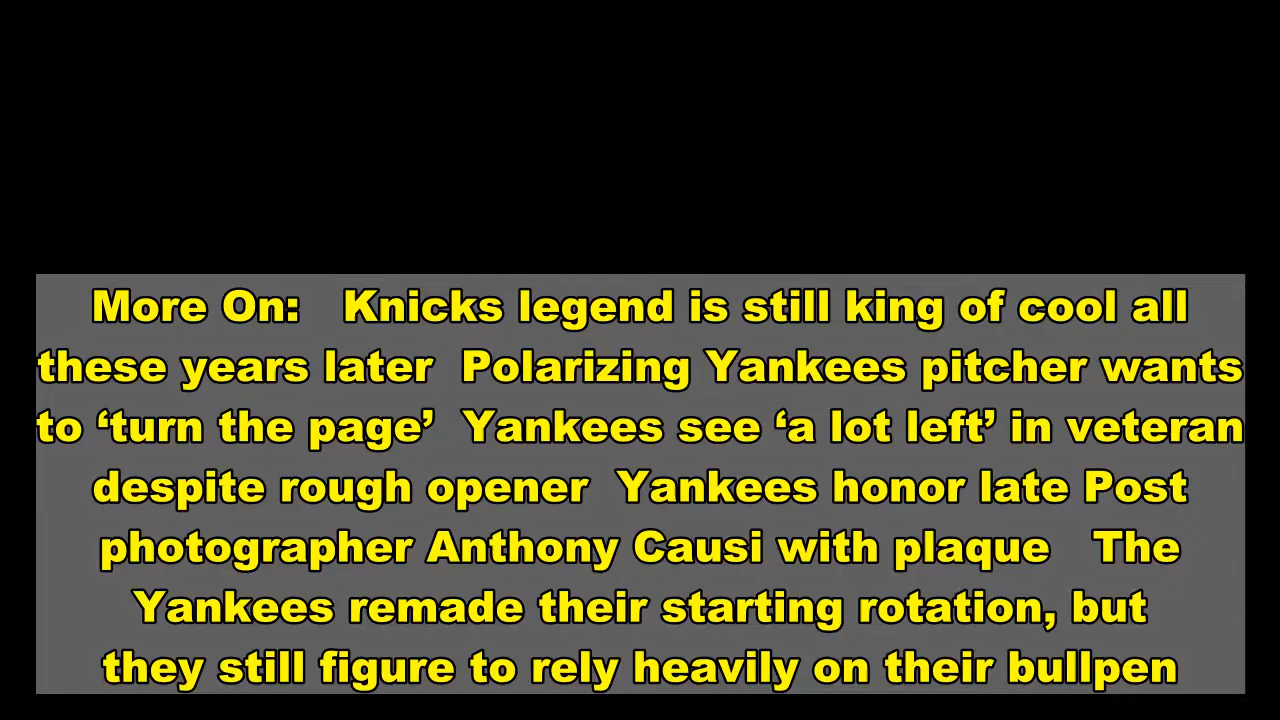 More On:   Knicks legend is still king of cool all
these years later  Polarizing Yankees pitcher wants
to ‘turn the page’  Yankees see ‘a lot left’ in veteran
despite rough opener  Yankees honor late Post
photographer Anthony Causi with plaque   The
Yankees remade their starting rotation, but
they still figure to rely heavily on their bullpen